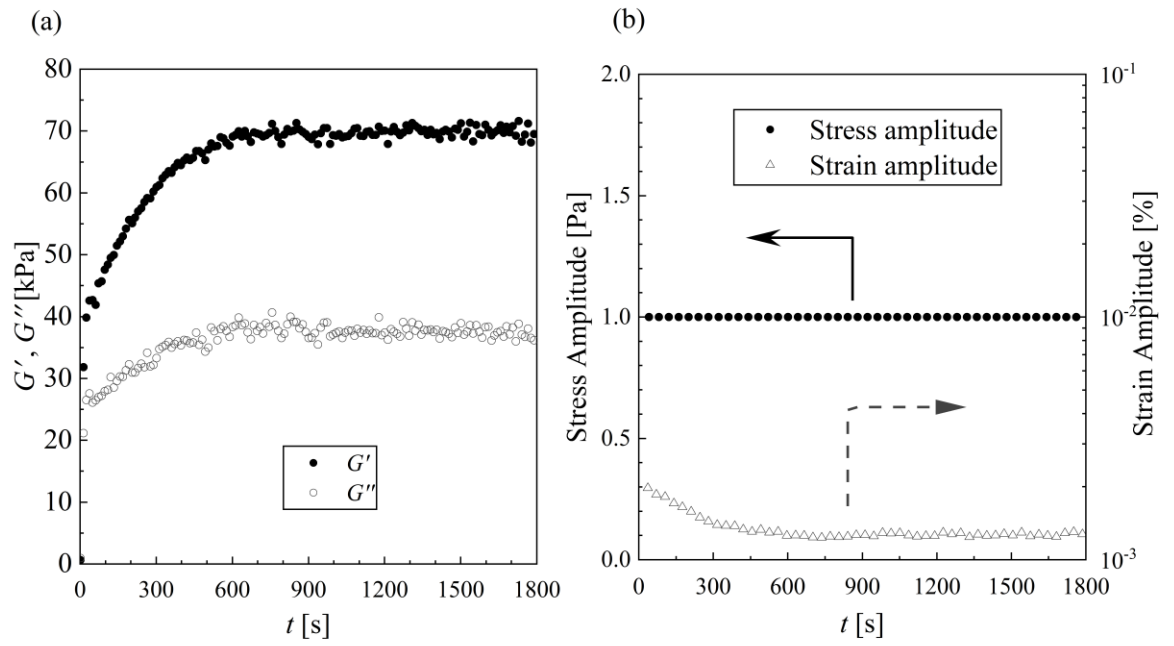 (a)
80
70
60
50
40
30
20
10
0
G′, G″ [kPa]
G′
G″
0 300 600 900 1200 1500 1800
t [s]
(b)
2.0
1.5
1.0
0.5
0.0
Stress Amplitude [Pa]
Stress amplitude
Strain amplitude
10⁻¹
10⁻²
10⁻³
Strain Amplitude [%]
0 300 600 900 1200 1500 1800
t [s]